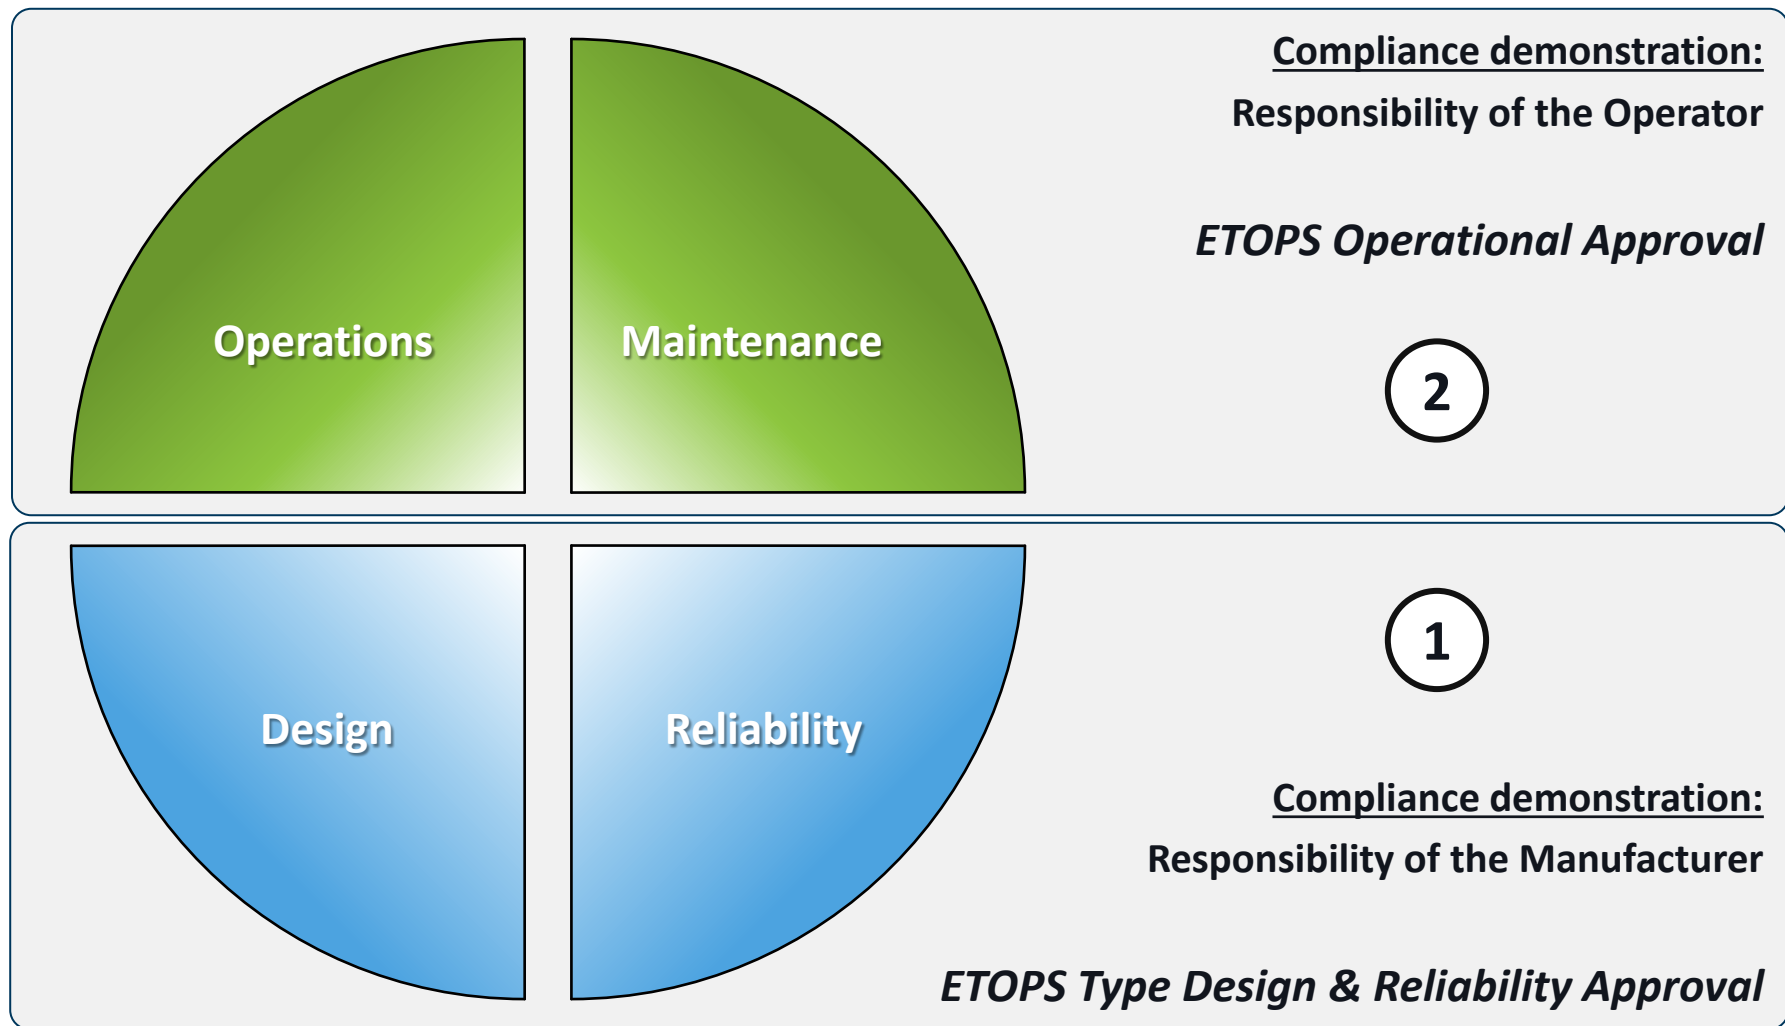 Compliance demonstration:
Responsibility of the Operator
ETOPS Operational Approval
Operations
Maintenance
2
1
Design
Reliability
Compliance demonstration:
Responsibility of the Manufacturer
ETOPS Type Design & Reliability Approval